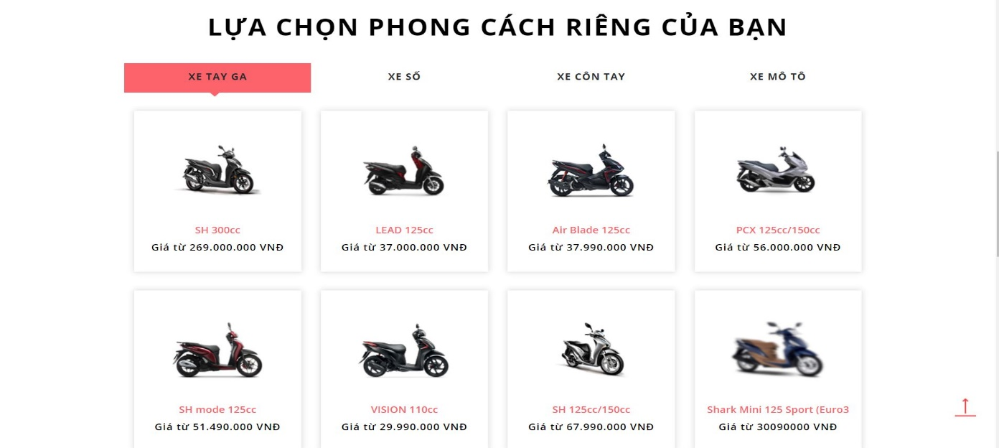 LỰA CHỌN PHONG CÁCH RIÊNG CỦA BẠN
XE TAY GA
XE SỐ
XE CÔN TAY
XE MÔ TÔ
SH 300cc
Giá từ 269.000.000 VNĐ
LEAD 125cc
Giá từ 37.000.000 VNĐ
Air Blade 125cc
Giá từ 37.990.000 VNĐ
PCX 125cc/150cc
Giá từ 56.000.000 VNĐ
SH mode 125cc
Giá từ 51.490.000 VNĐ
VISION 110cc
Giá từ 29.990.000 VNĐ
SH 125cc/150cc
Giá từ 67.990.000 VNĐ
Shark Mini 125 Sport (Euro3
Giá từ 30090000 VNĐ